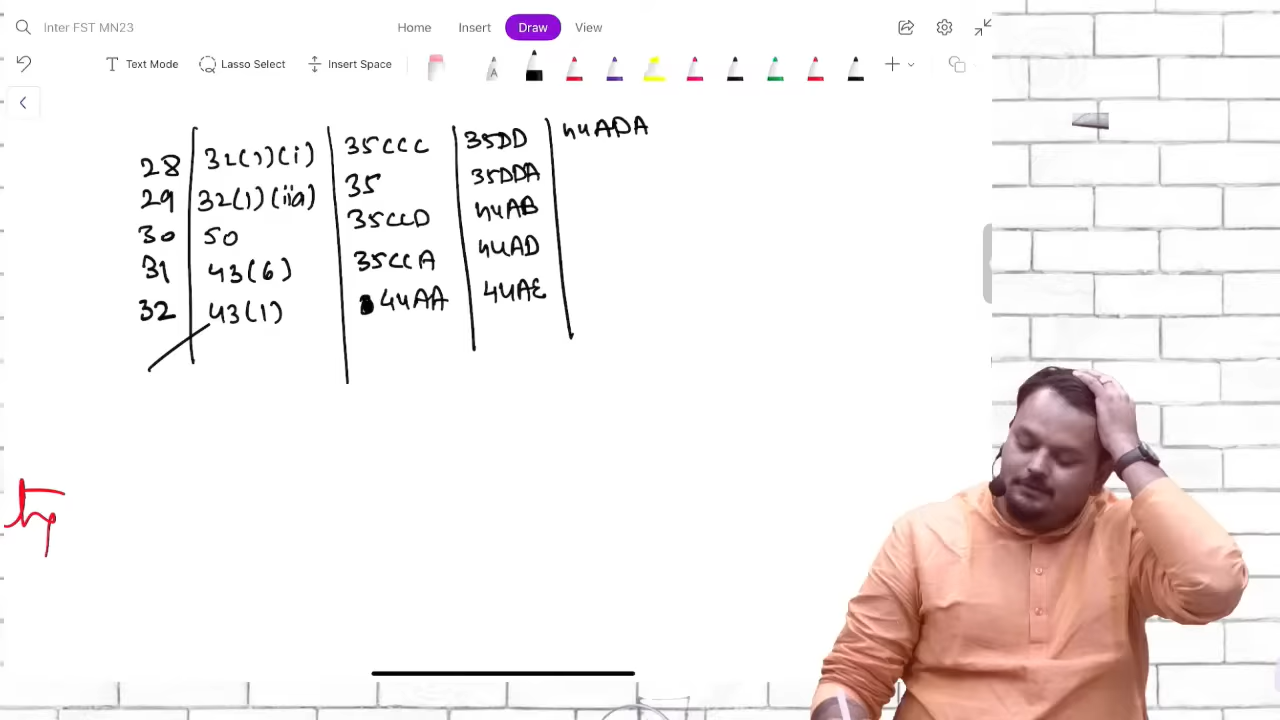 Inter FST MN23
Home Insert Draw View
Text Mode Lasso Select Insert Space
A
28
29
30
31
32
32(1)(i)
32(1)(iia)
50
43(6)
43(1)
35CCC
35
35CCD
35CCA
44AA
35DD
35DDA
44AB
44AD
44AE
44ADA